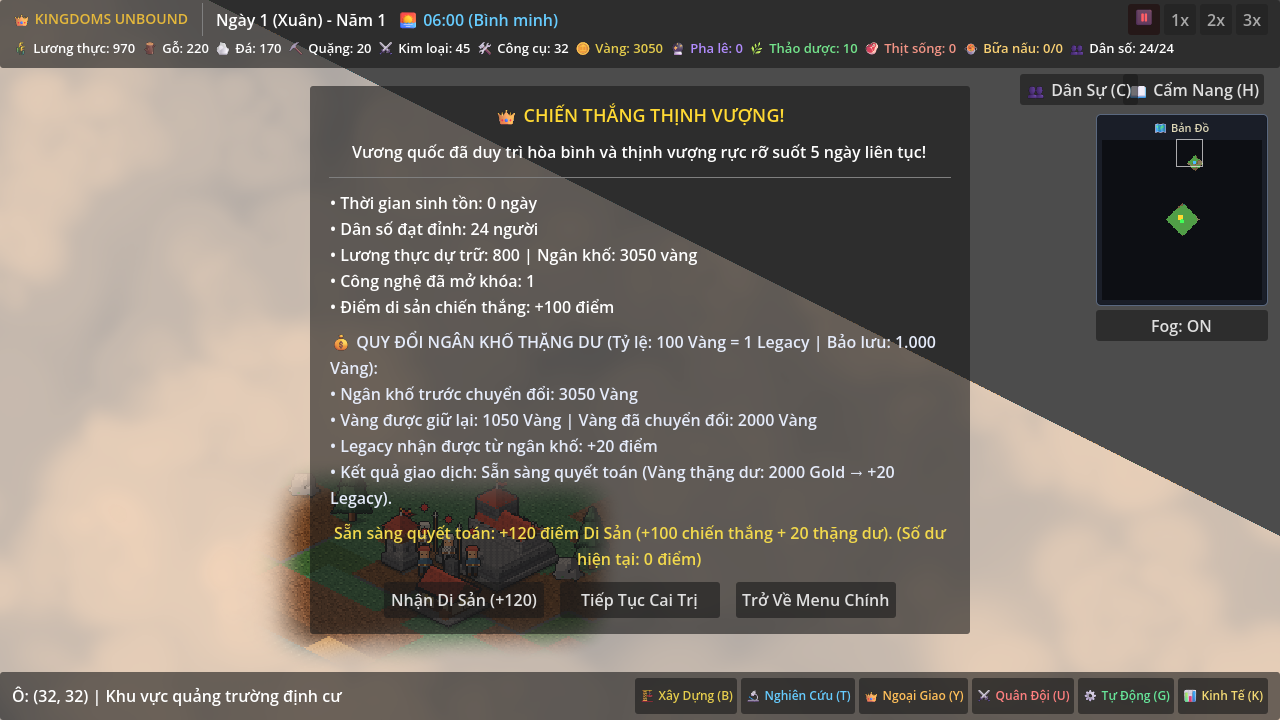 KINGDOMS UNBOUND
Ngày 1 (Xuân) - Năm 1 06:00 (Bình minh)
1x 2x 3x
Lương thực: 970 Gỗ: 220 Đá: 170 Quặng: 20 Kim loại: 45 Công cụ: 32 Vàng: 3050 Pha lê: 0 Thảo dược: 10 Thịt sống: 0 Bữa nấu: 0/0 Dân số: 24/24
Dân Sự (C) Cẩm Nang (H)
Bản Đồ
Fog: ON
CHIẾN THẮNG THỊNH VƯỢNG!
Vương quốc đã duy trì hòa bình và thịnh vượng rực rỡ suốt 5 ngày liên tục!
• Thời gian sinh tồn: 0 ngày
• Dân số đạt đỉnh: 24 người
• Lương thực dự trữ: 800 | Ngân khố: 3050 vàng
• Công nghệ đã mở khóa: 1
• Điểm di sản chiến thắng: +100 điểm
QUY ĐỔI NGÂN KHỐ THẶNG DƯ (Tỷ lệ: 100 Vàng = 1 Legacy | Bảo lưu: 1.000
Vàng):
• Ngân khố trước chuyển đổi: 3050 Vàng
• Vàng được giữ lại: 1050 Vàng | Vàng đã chuyển đổi: 2000 Vàng
• Legacy nhận được từ ngân khố: +20 điểm
• Kết quả giao dịch: Sẵn sàng quyết toán (Vàng thặng dư: 2000 Gold → +20
Legacy).
Sẵn sàng quyết toán: +120 điểm Di Sản (+100 chiến thắng + 20 thặng dư). (Số dư
hiện tại: 0 điểm)
Nhận Di Sản (+120) Tiếp Tục Cai Trị Trở Về Menu Chính
Ô: (32, 32) | Khu vực quảng trường định cư
Xây Dựng (B) Nghiên Cứu (T) Ngoại Giao (Y) Quân Đội (U) Tự Động (G) Kinh Tế (K)